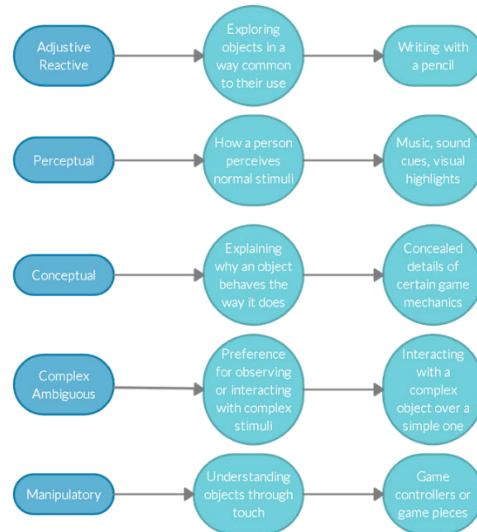 Adjustive
Reactive
Exploring
objects in a
way common
to their use
Writing with
a pencil
Perceptual
How a person
perceives
normal stimuli
Music, sound
cues, visual
highlights
Conceptual
Explaining
why an object
behaves the
way it does
Concealed
details of
certain game
mechanics
Complex
Ambiguous
Preference
for observing
or interacting
with complex
stimuli
Interacting
with a
complex
object over a
simple one
Manipulatory
Understanding
objects through
touch
Game
controllers or
game pieces